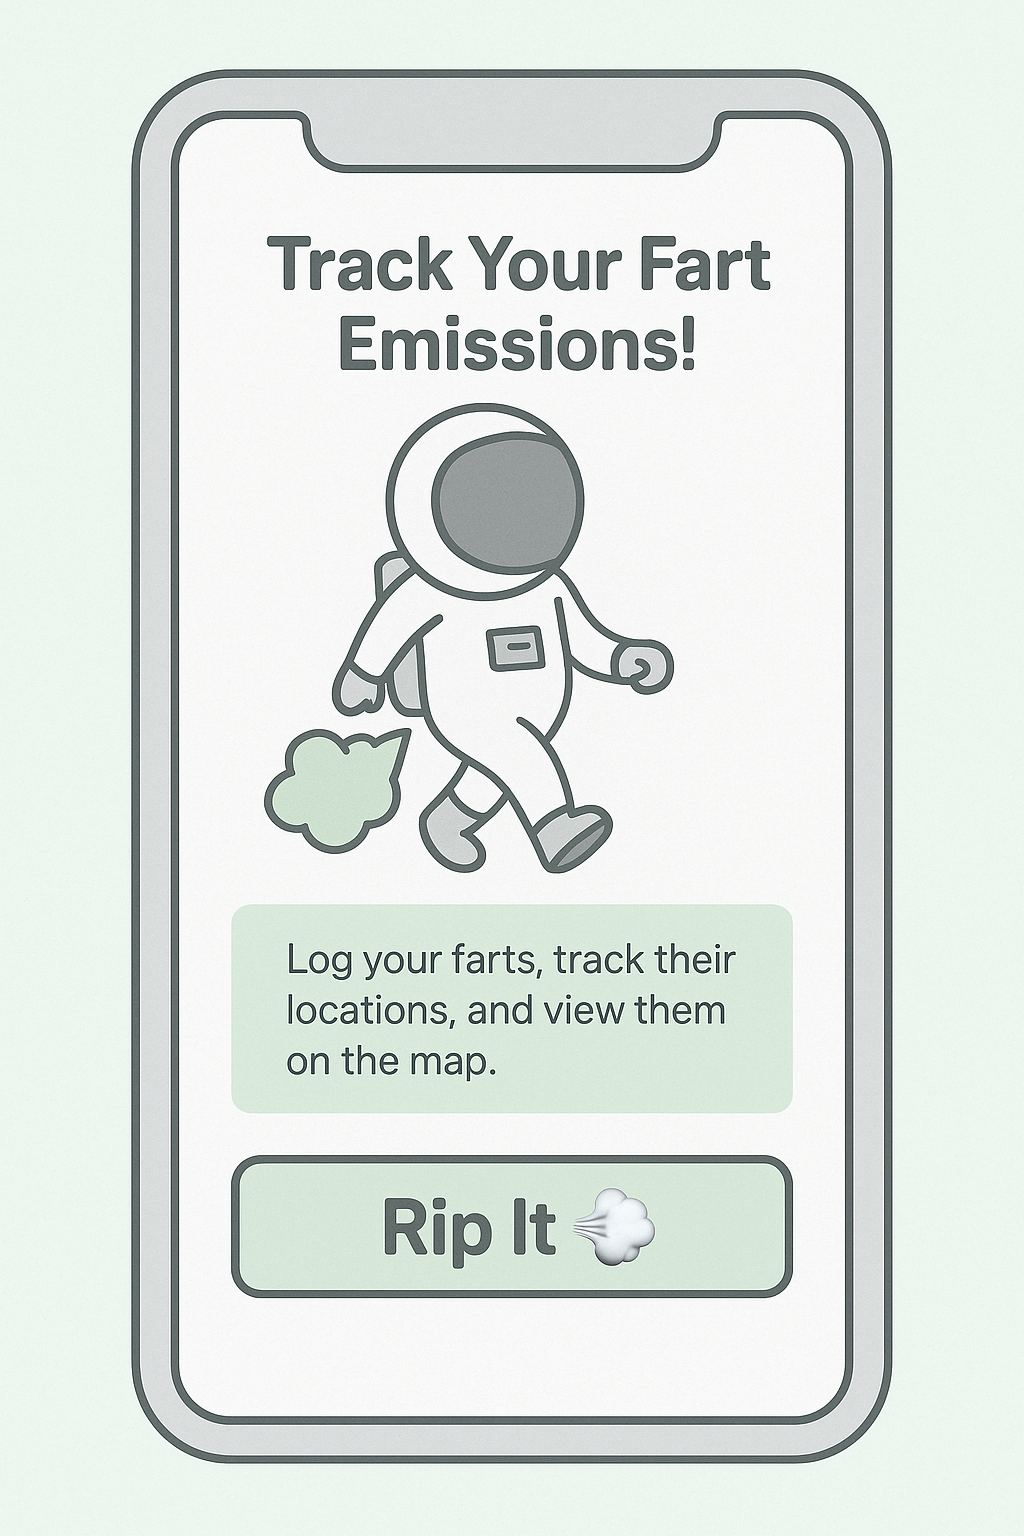 Track Your Fart
Emissions!
Log your farts, track their
locations, and view them
on the map.
Rip It 💨